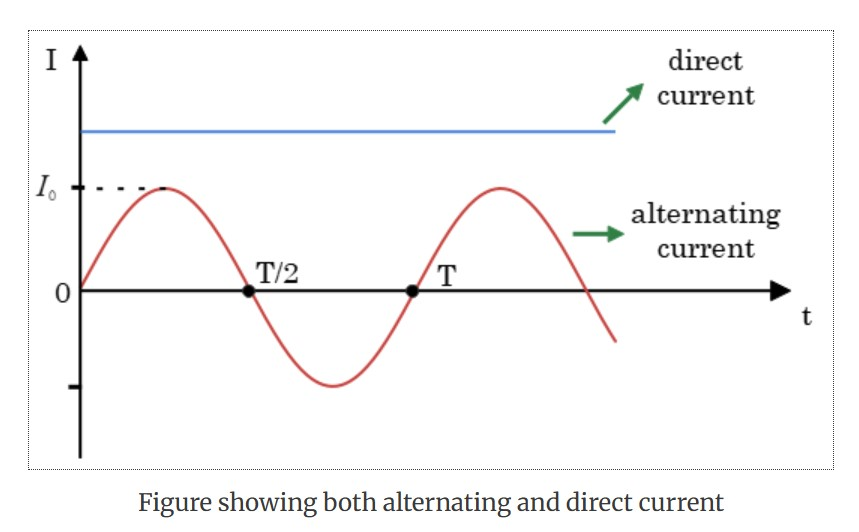 I
direct
current
I₀
alternating
current
T/2
T
0
t
Figure showing both alternating and direct current